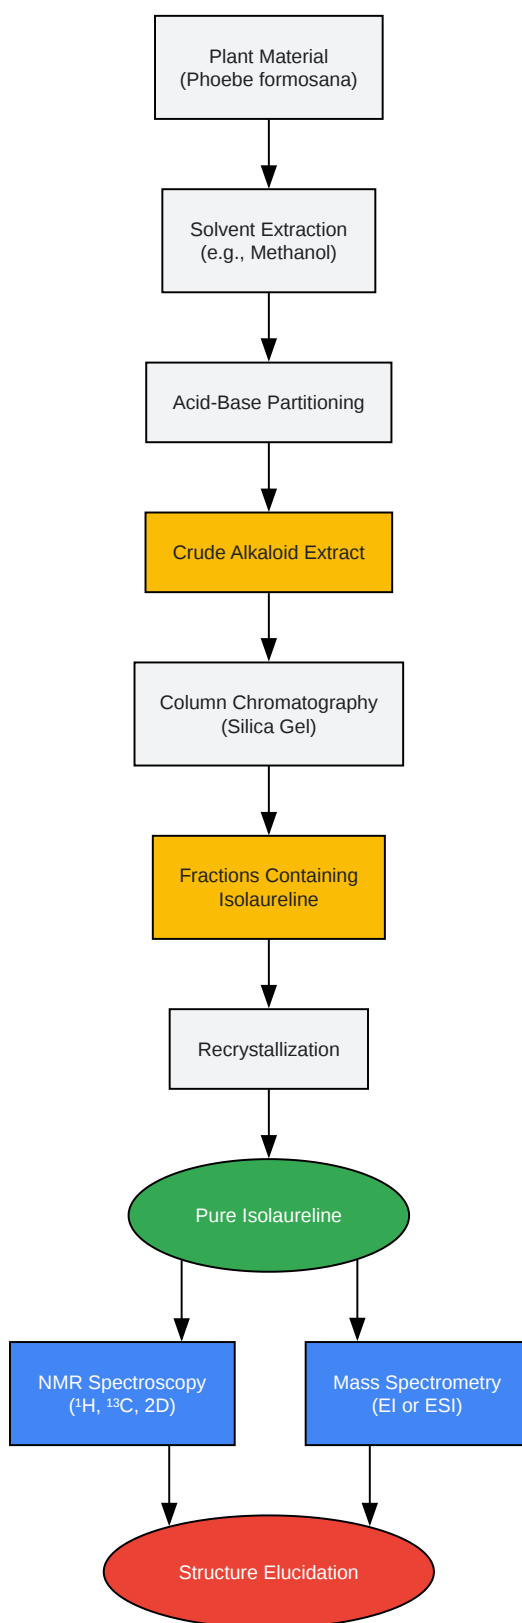 Plant Material
(Phoebe formosana)
Solvent Extraction
(e.g., Methanol)
Acid-Base Partitioning
Crude Alkaloid Extract
Column Chromatography
(Silica Gel)
Fractions Containing
Isolaureline
Recrystallization
Pure Isolaureline
NMR Spectroscopy
(¹H, ¹³C, 2D)
Mass Spectrometry
(EI or ESI)
Structure Elucidation